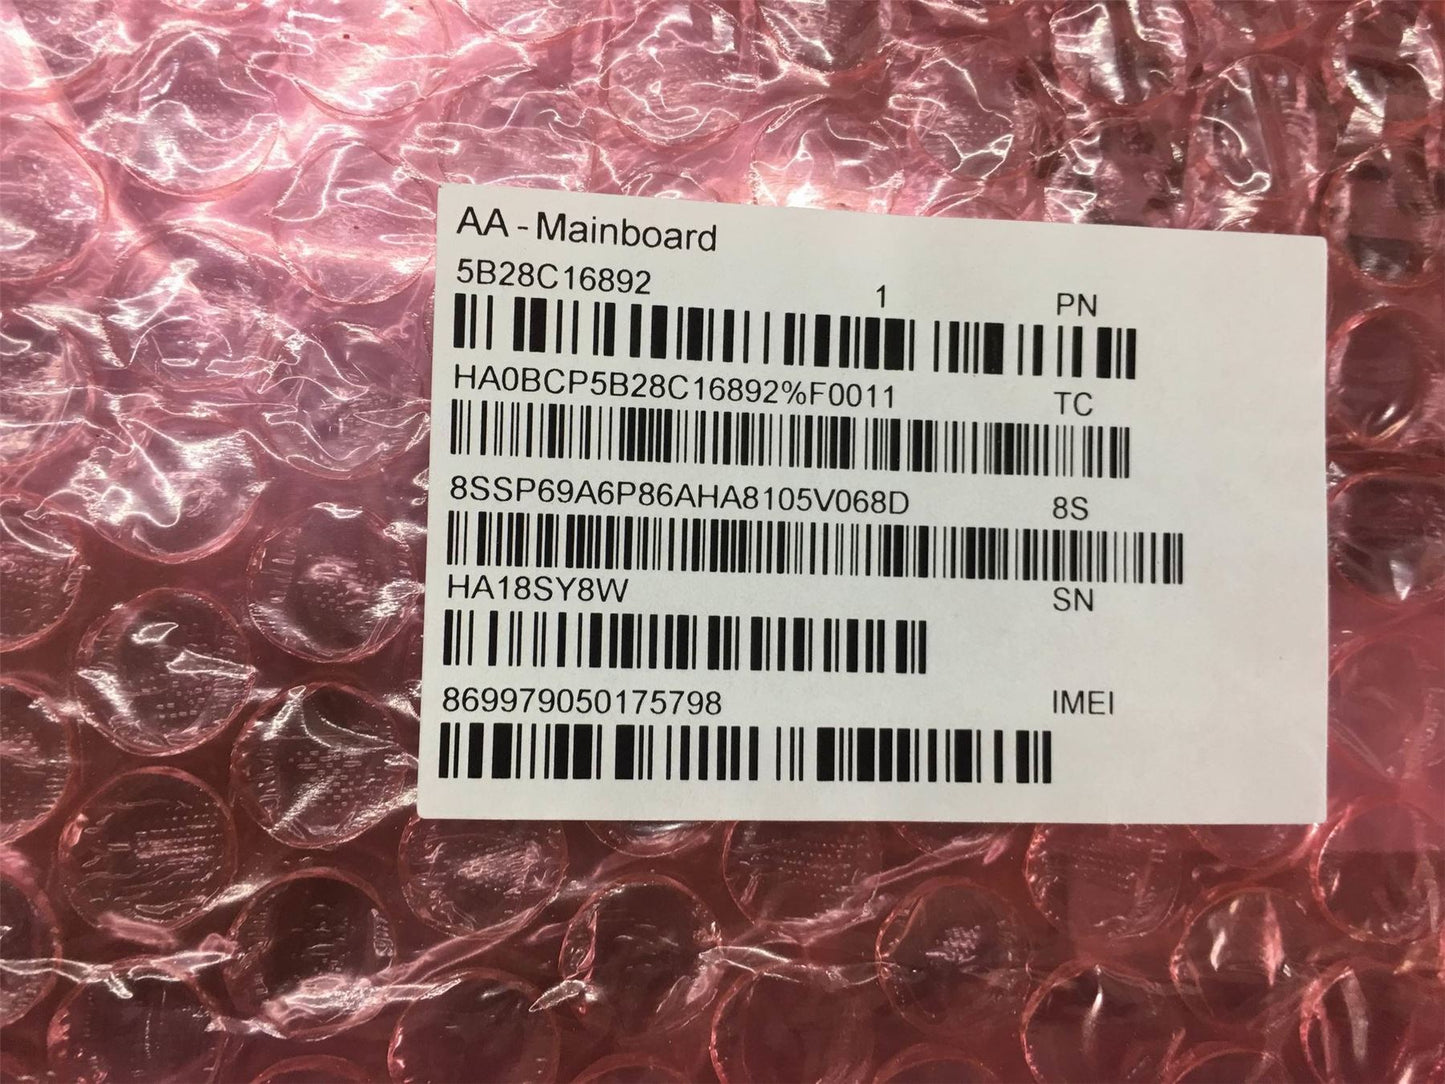 AA - Mainboard
5B28C16892 1 PN
HA0BCP5B28C16892%F0011 TC
8SSP69A6P86AHA8105V068D 8S
HA18SY8W SN
869979050175798 IMEI